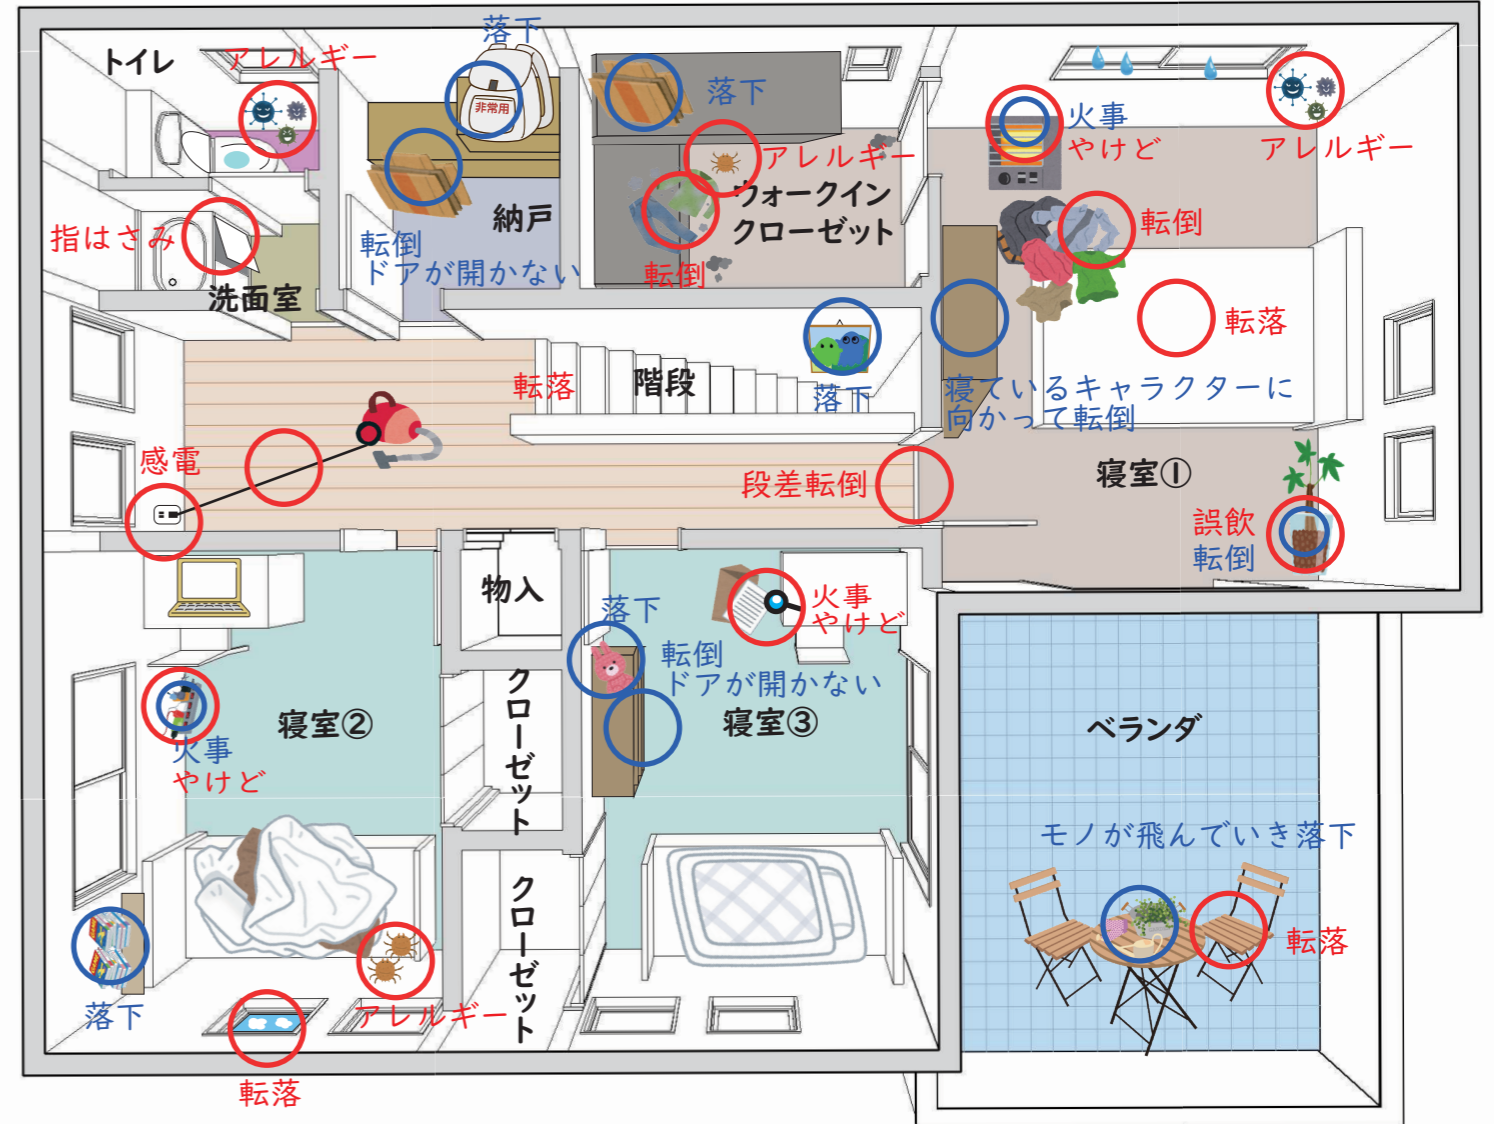 トイレ
アレルギー
落下
非常用
落下
火事
やけど
アレルギー
アレルギー
ウォークイン
クローゼット
納戸
転倒
ドアが開かない
転倒
指はさみ
洗面室
転倒
転落
階段
転落
落下
寝ているキャラクターに
向かって転倒
感電
段差転倒
寝室①
誤飲
転倒
物入
落下
転倒
ドアが開かない
火事
やけど
寝室③
クローゼット
寝室②
火事
やけど
ベランダ
モノが飛んでいき落下
転落
クローゼット
落下
アレルギー
転落